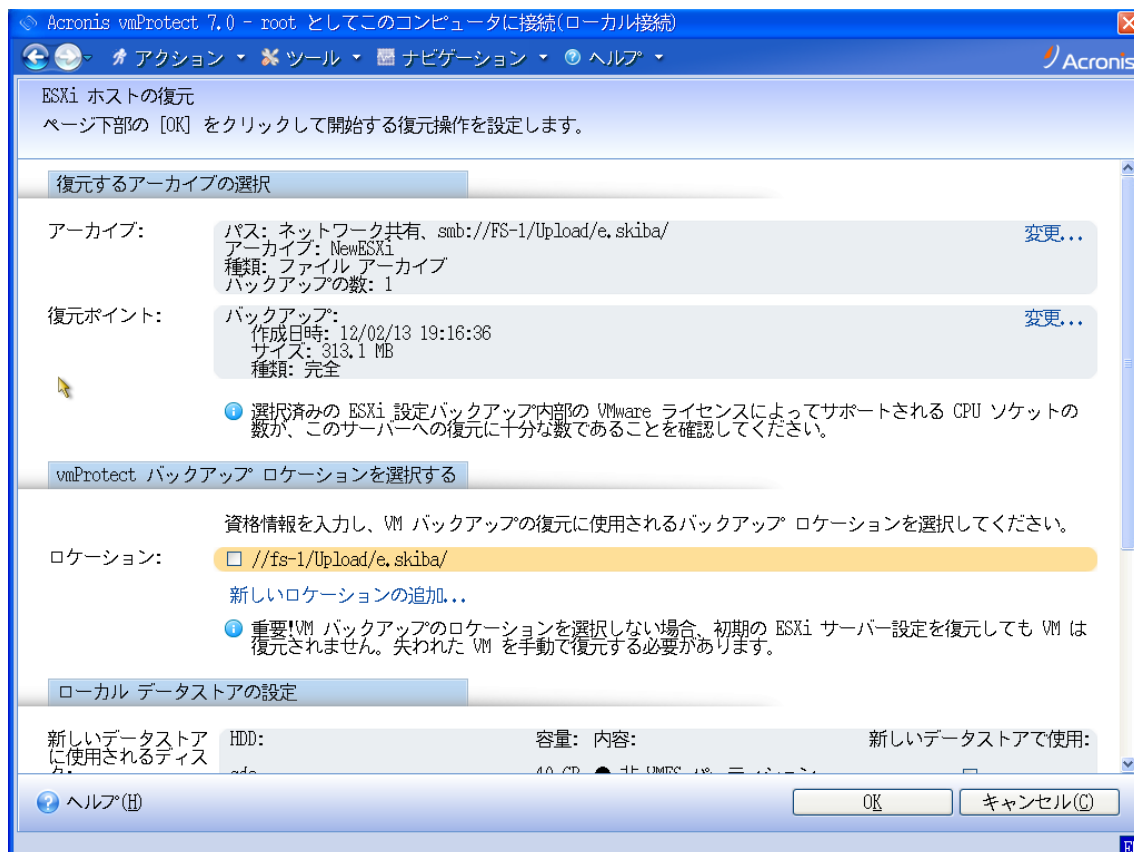 Acronis vmProtect 7.0 - root としてこのコンピュータに接続(ローカル接続)
アクション ツール ナビゲーション ヘルプ
Acronis
ESXi ホストの復元
ページ下部の [OK] をクリックして開始する復元操作を設定します。
復元するアーカイブの選択
アーカイブ:
パス: ネットワーク共有、smb://FS-1/Upload/e.skiba/
変更...
アーカイブ: NewESXi
種類: ファイル アーカイブ
バックアップの数: 1
復元ポイント:
バックアップ:
変更...
作成日時: 12/02/13 19:16:36
サイズ: 313.1 MB
種類: 完全
選択済みの ESXi 設定バックアップ内部の VMware ライセンスによってサポートされる CPU ソケットの
数が、このサーバーへの復元に十分な数であることを確認してください。
vmProtect バックアップ ロケーションを選択する
資格情報を入力し、VM バックアップの復元に使用されるバックアップ ロケーションを選択してください。
ロケーション:
//fs-1/Upload/e.skiba/
新しいロケーションの追加...
重要!VM バックアップのロケーションを選択しない場合、初期の ESXi サーバー設定を復元しても VM は
復元されません。失われた VM を手動で復元する必要があります。
ローカル データストアの設定
新しいデータストア
に使用されるディス
HDD:
容量: 内容:
新しいデータストアで使用:
ヘルプ(H)
OK
キャンセル(C)